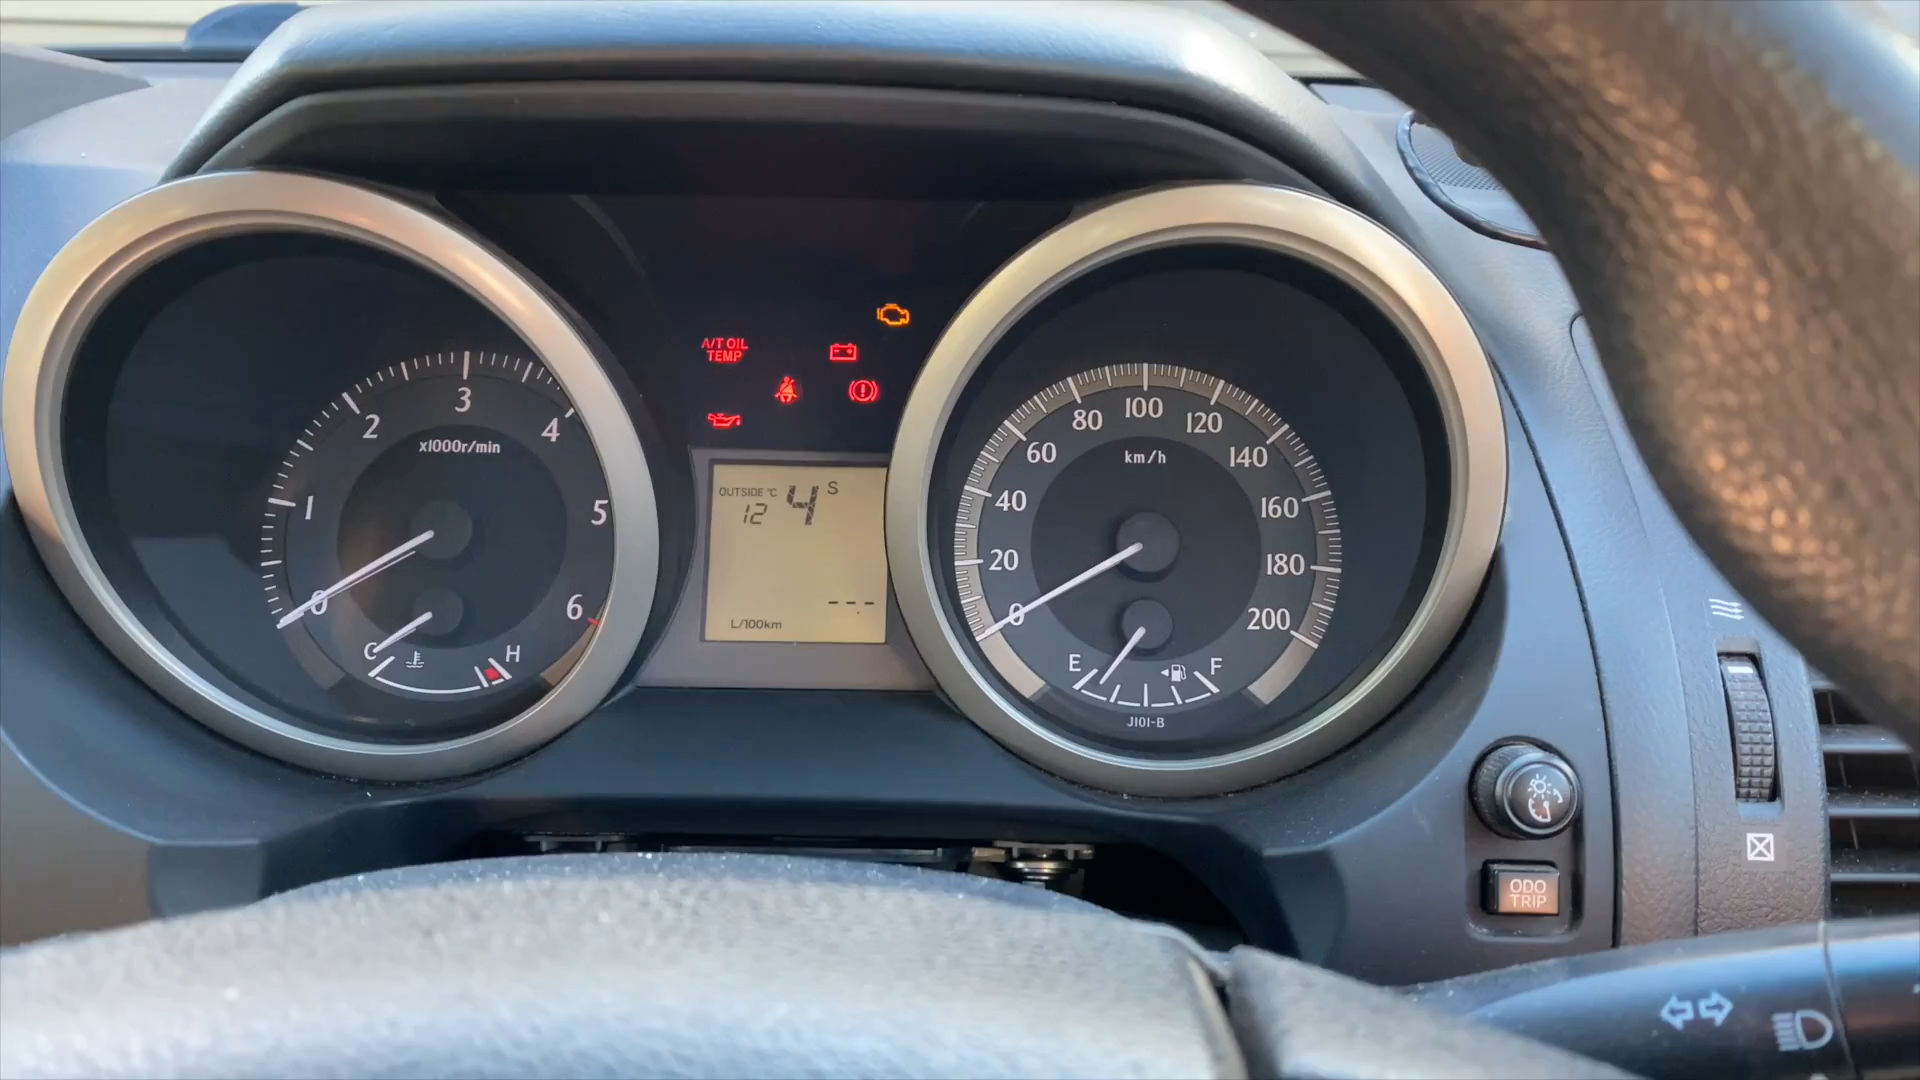 A/T OIL
TEMP
0
1
2
3
4
5
6
x1000r/min
C
H
OUTSIDE °C
12
4
S
---
L/100km
0
20
40
60
80
100
120
140
160
180
200
km/h
E
F
J101-B
ODO
TRIP